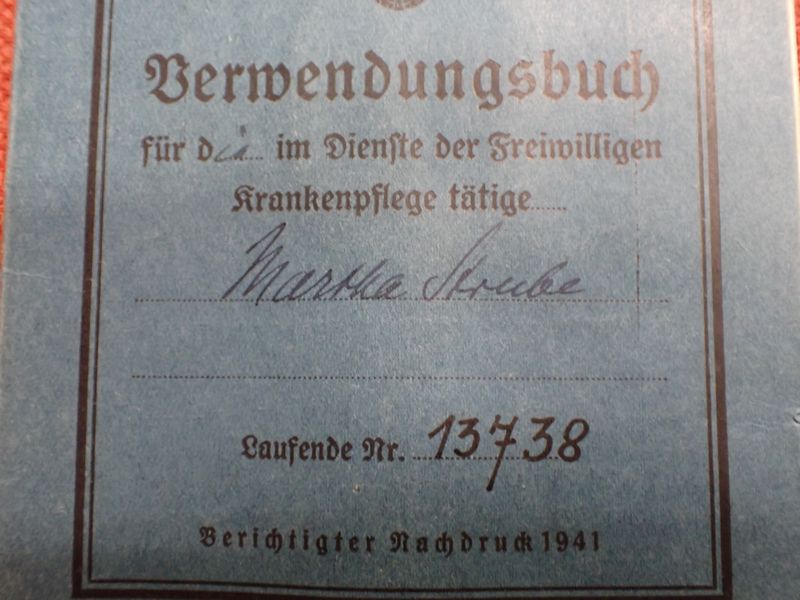 Verwendungsbuch
für die im Dienste der Freiwilligen
Krankenpflege tätige
Martha Strube
Laufende Nr. 13738
Berichtigter Nachdruck 1941